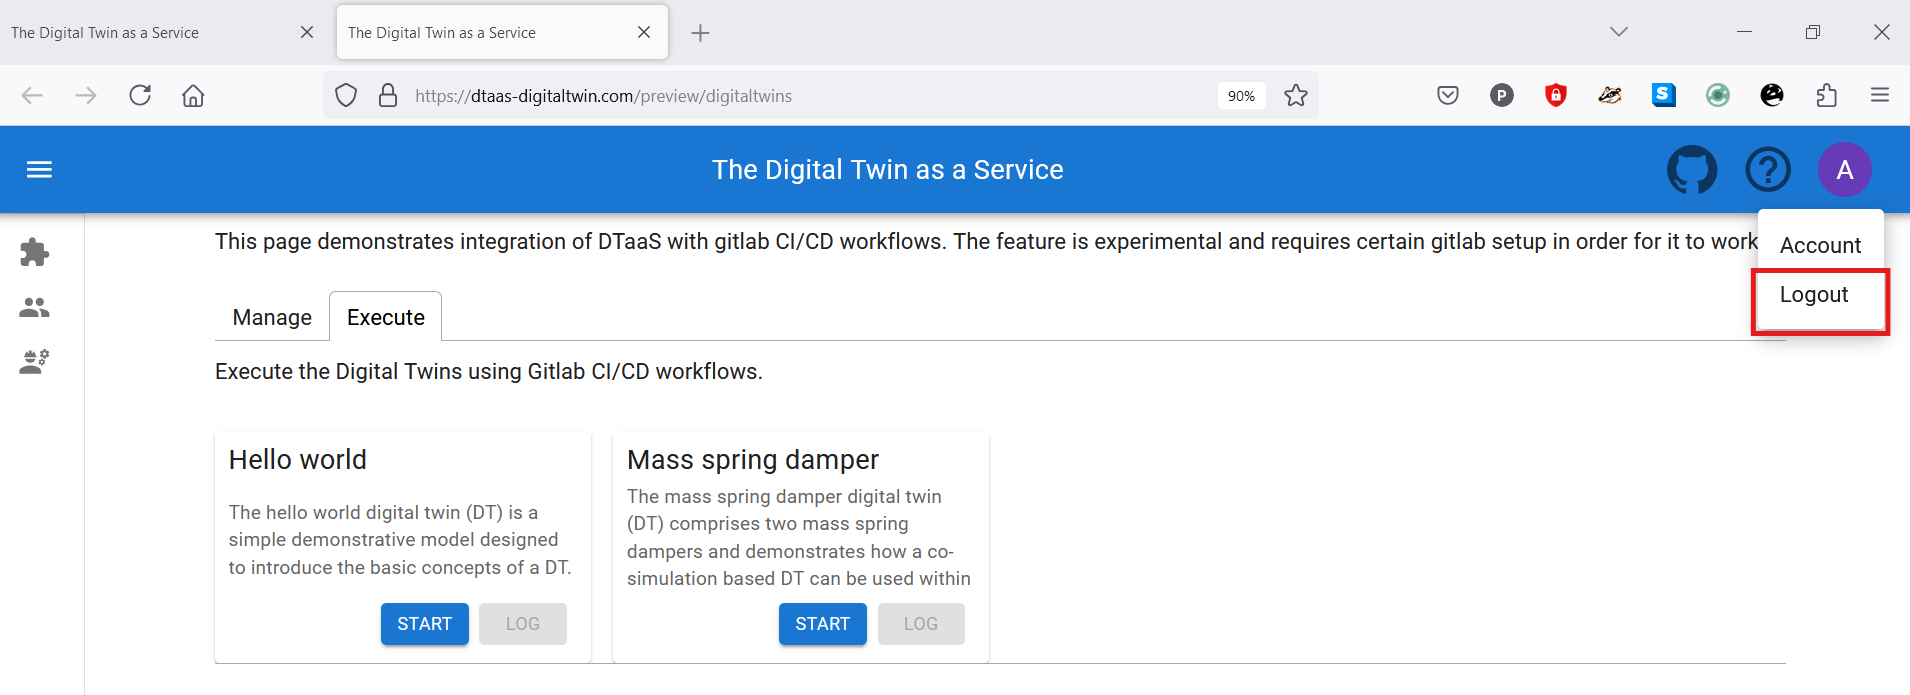 The Digital Twin as a Service
The Digital Twin as a Service
https://dtaas-digitaltwin.com/preview/digitaltwins
90%
P
S
The Digital Twin as a Service
?
A
Account
Logout
This page demonstrates integration of DTaaS with gitlab CI/CD workflows. The feature is experimental and requires certain gitlab setup in order for it to work
Manage
Execute
Execute the Digital Twins using Gitlab CI/CD workflows.
Hello world
The hello world digital twin (DT) is a
simple demonstrative model designed
to introduce the basic concepts of a DT.
START
LOG
Mass spring damper
The mass spring damper digital twin
(DT) comprises two mass spring
dampers and demonstrates how a co-
simulation based DT can be used within
START
LOG